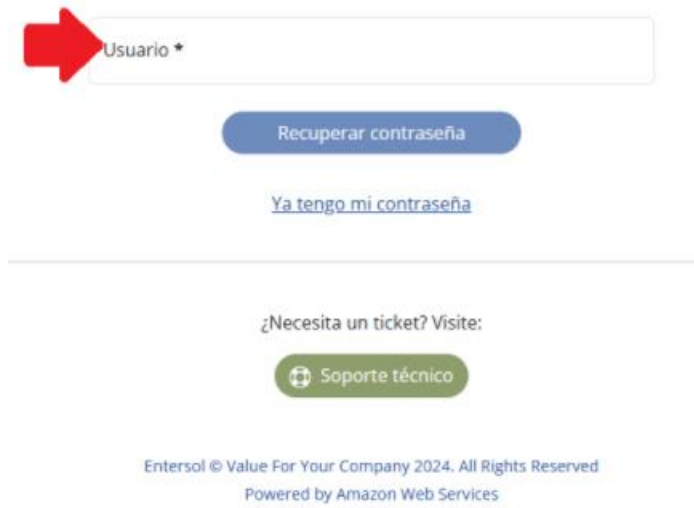 Usuario *
Recuperar contraseña
Ya tengo mi contraseña
¿Necesita un ticket? Visite:
Soporte técnico
Entersol © Value For Your Company 2024. All Rights Reserved
Powered by Amazon Web Services